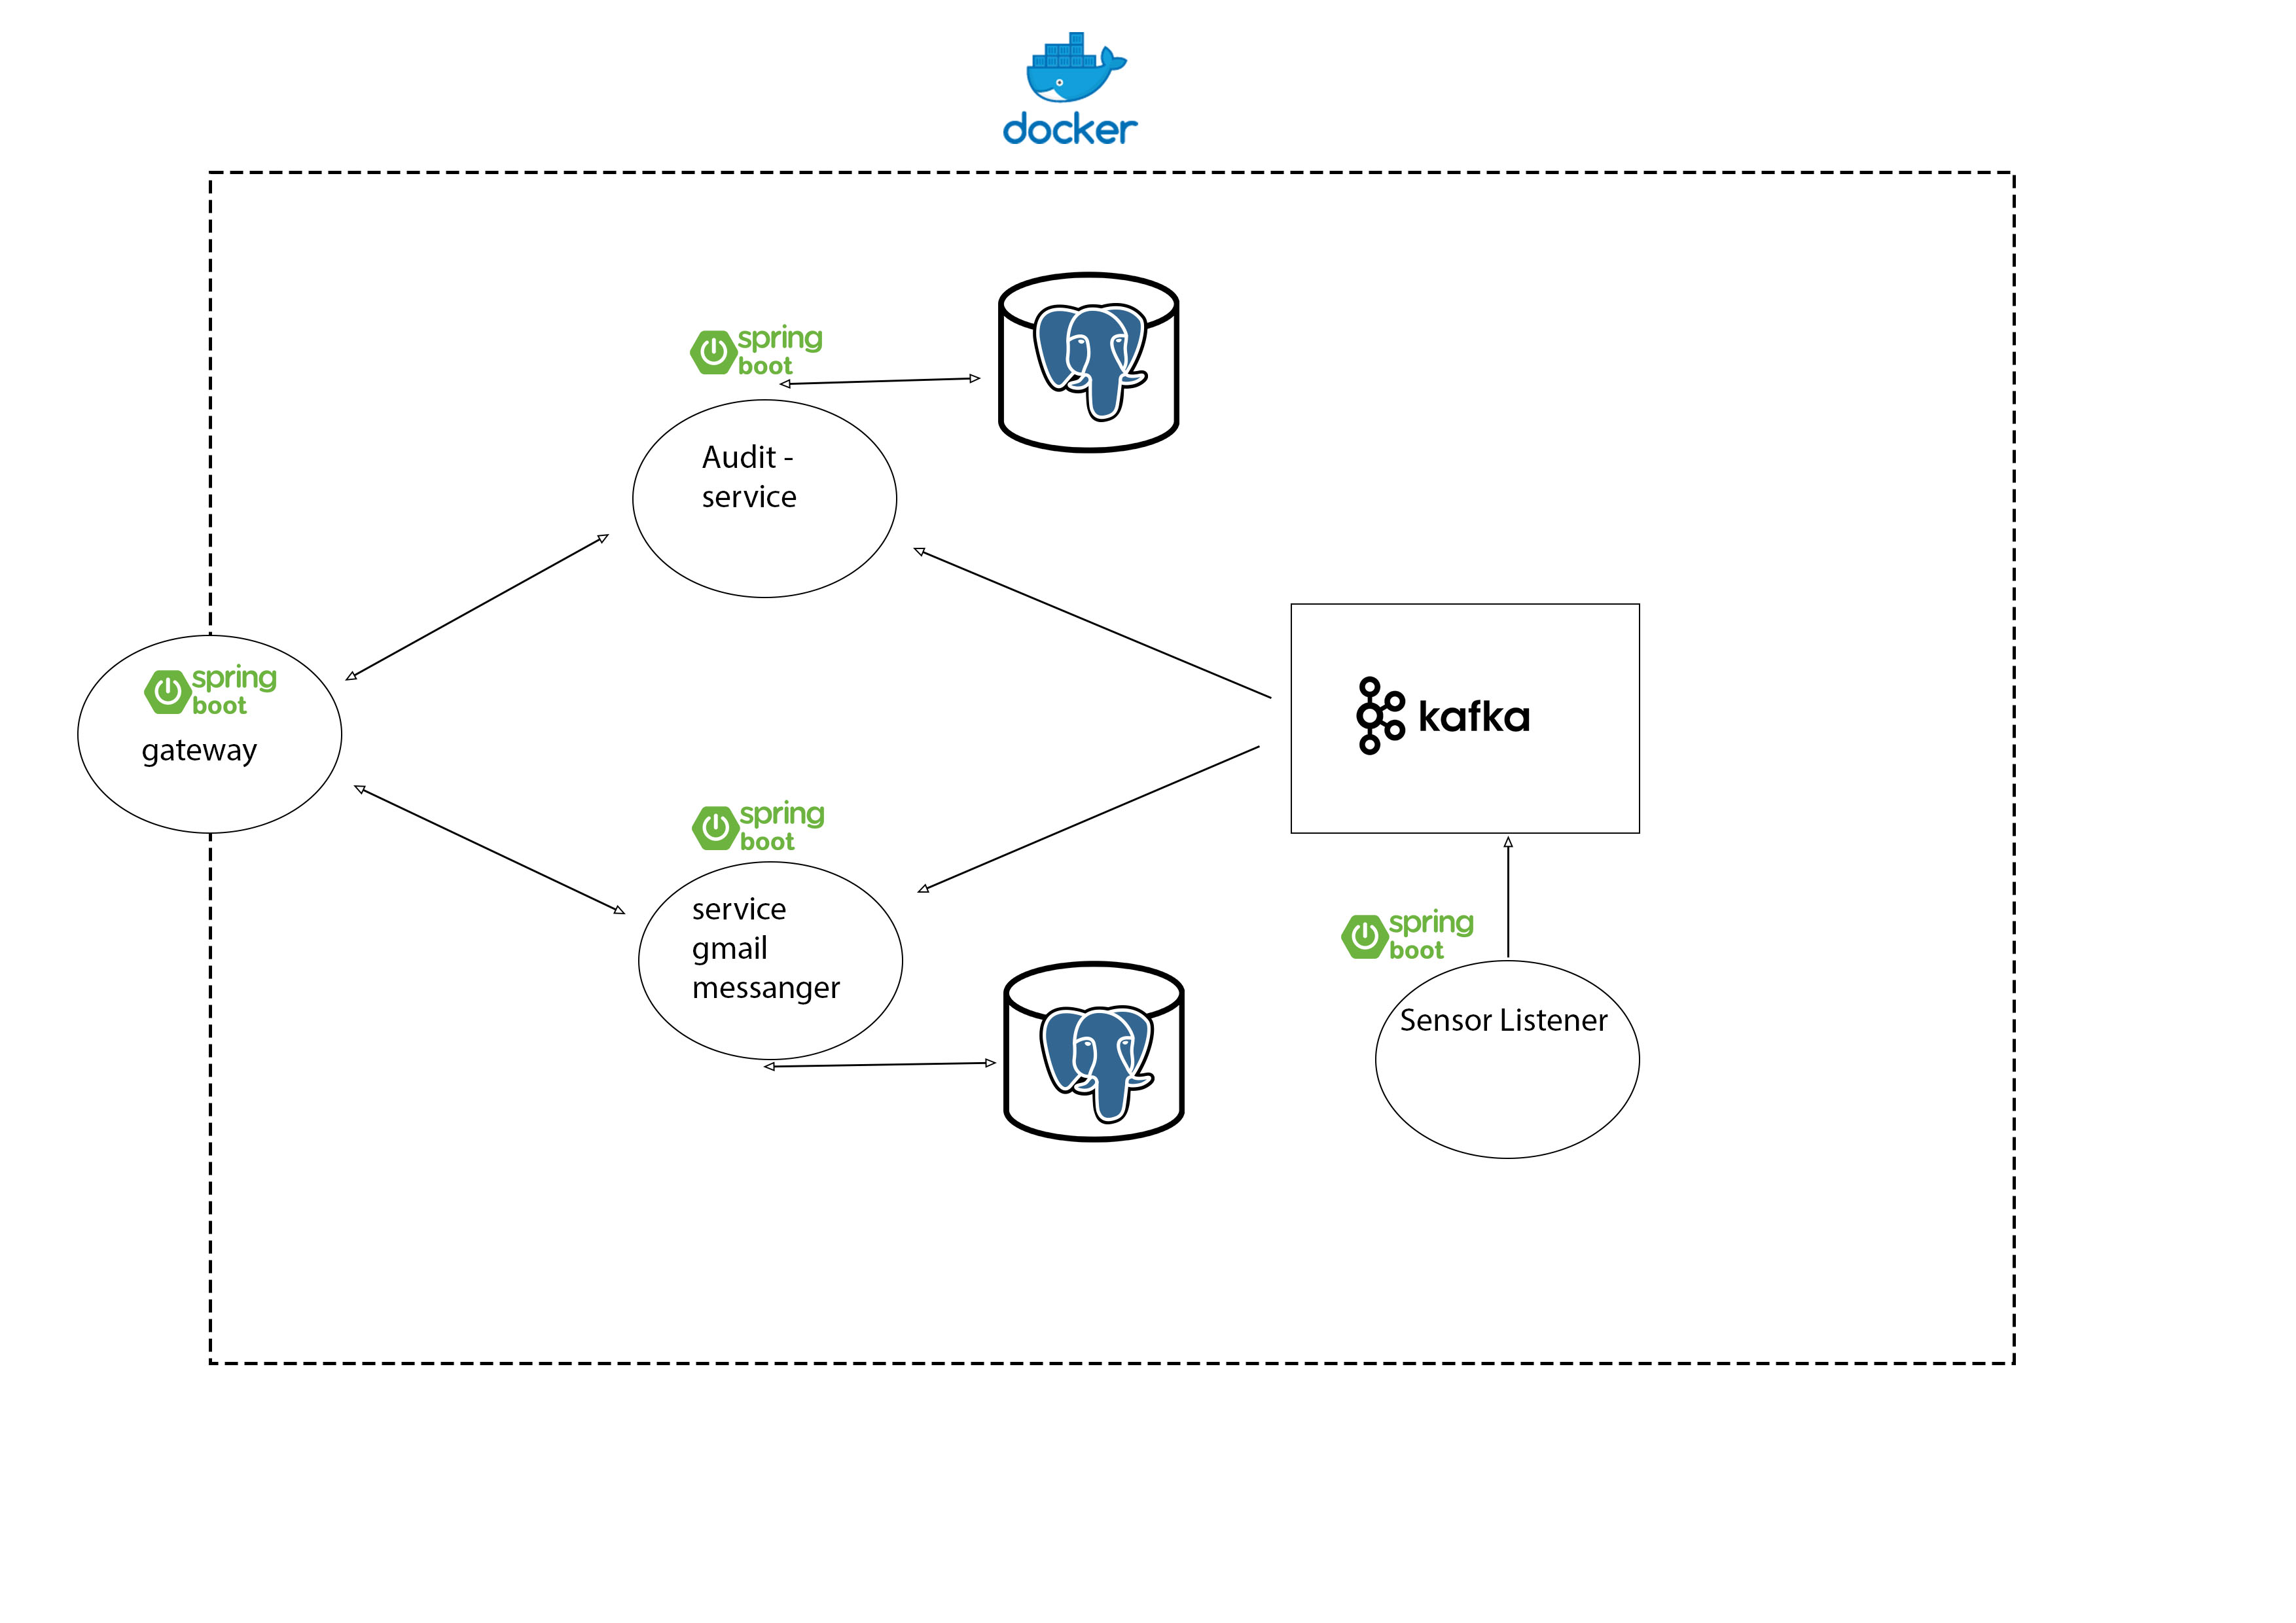 docker
spring
boot
Audit -
service
spring
boot
gateway
kafka
spring
boot
service
gmail
messanger
spring
boot
Sensor Listener